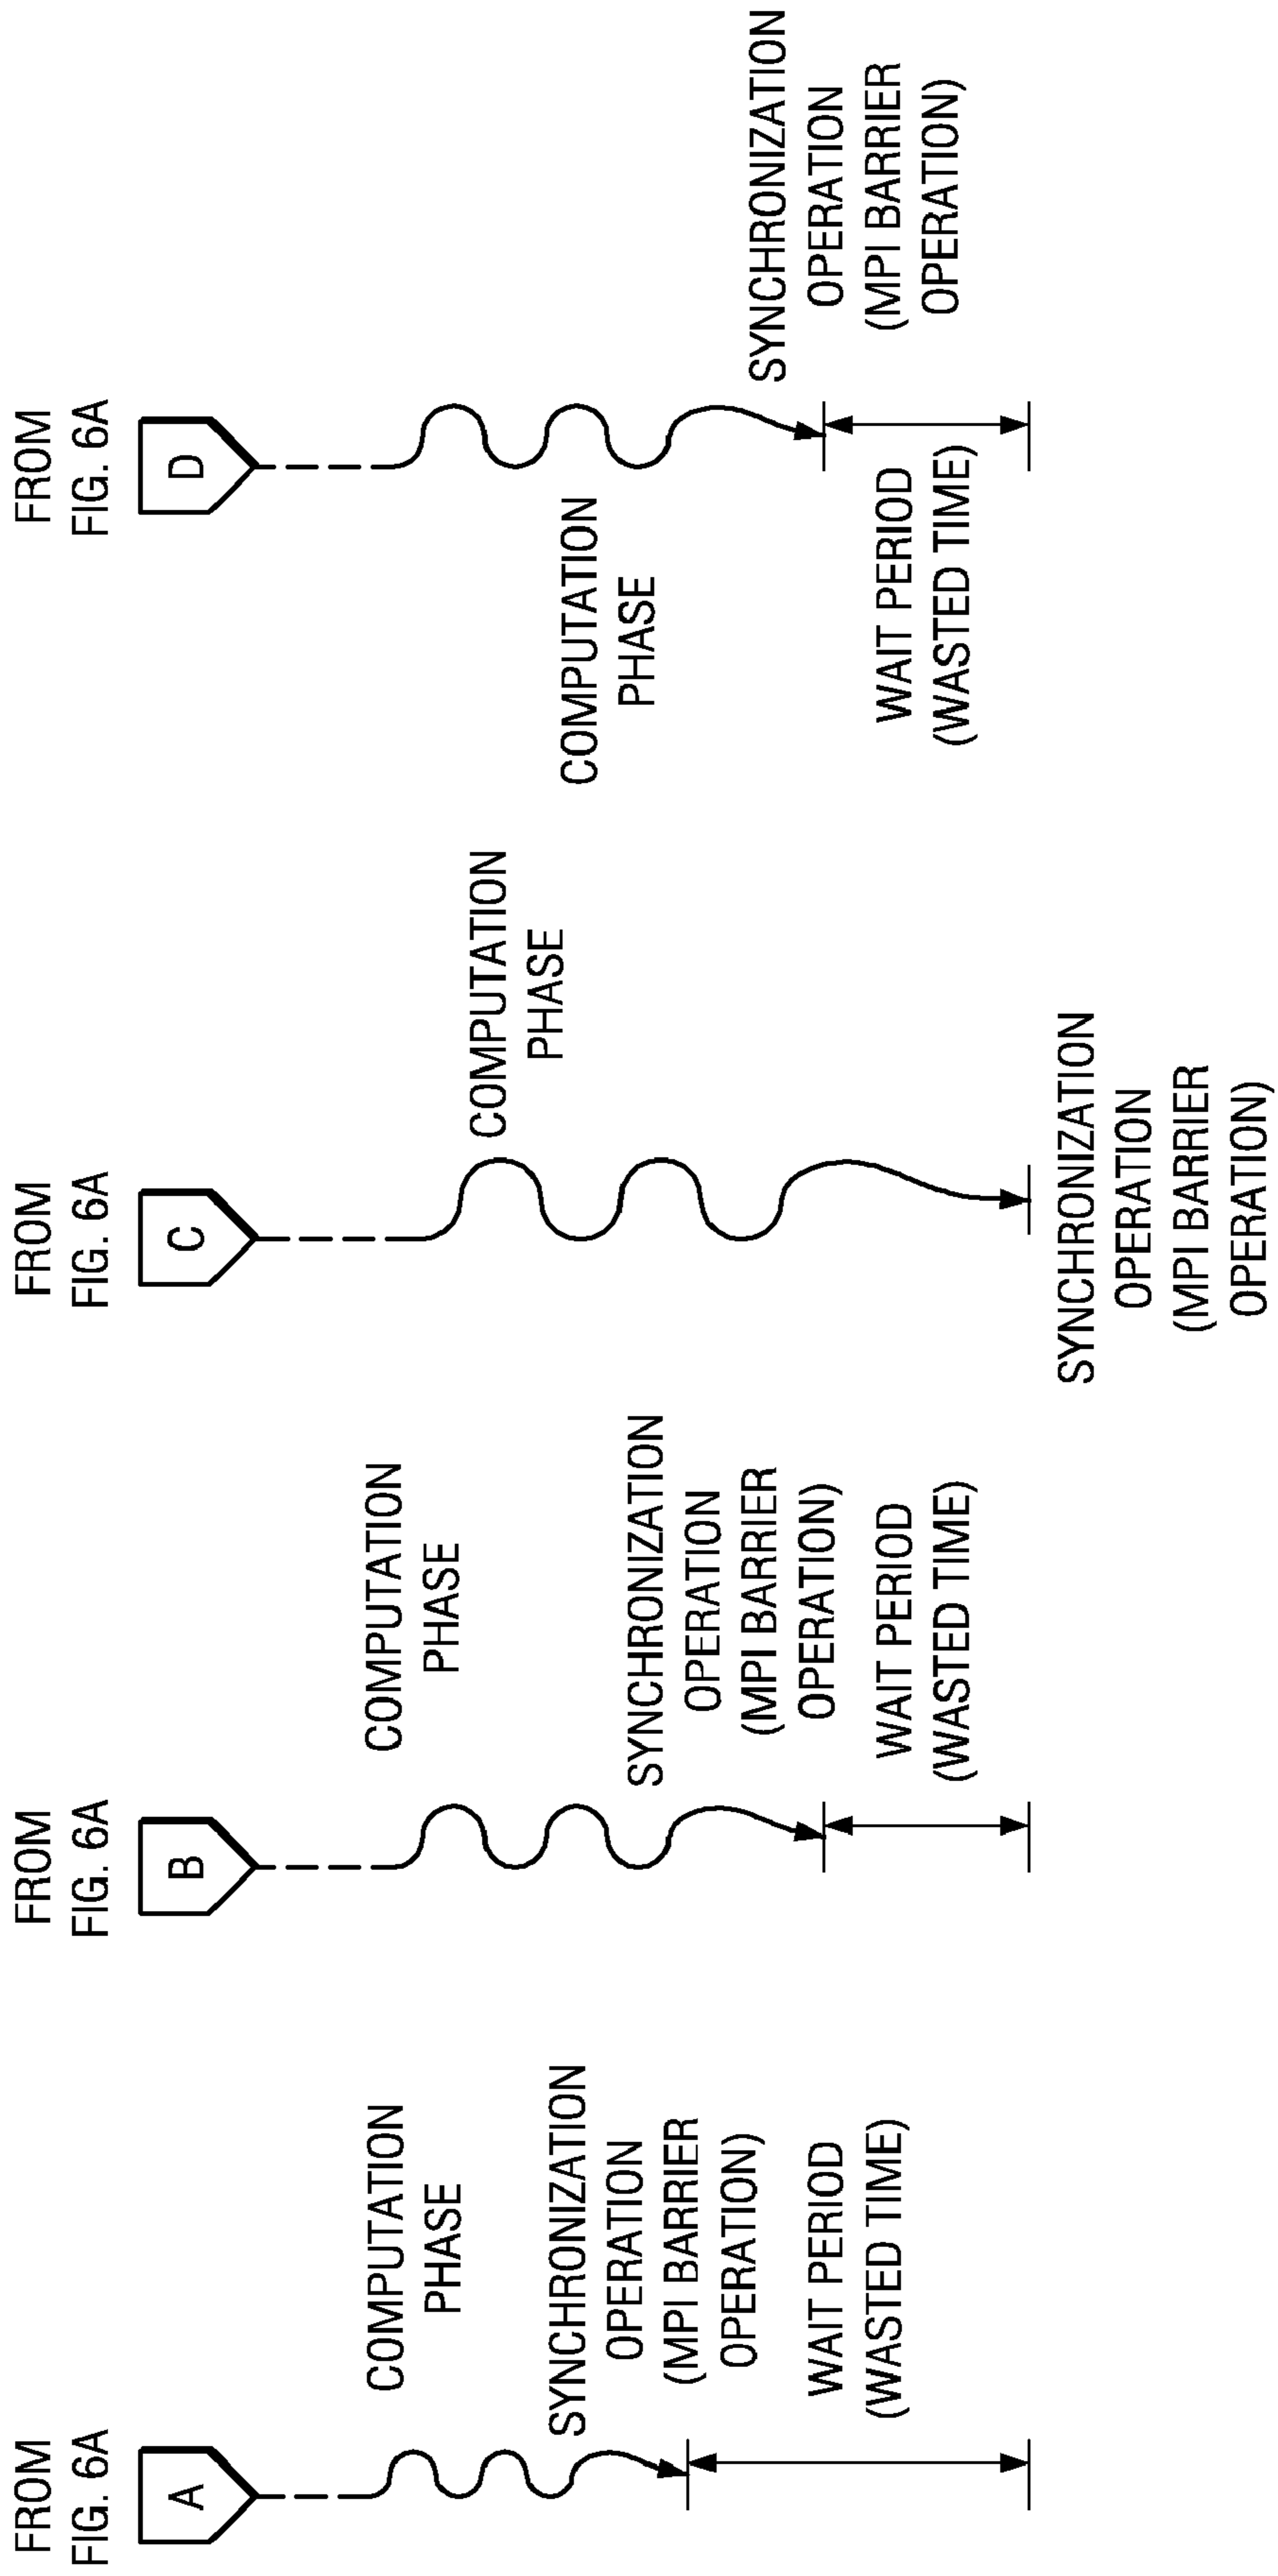 FROM
FIG. 6A
A
COMPUTATION
PHASE
SYNCHRONIZATION
OPERATION
(MPI BARRIER
OPERATION)
WAIT PERIOD
(WASTED TIME)
FROM
FIG. 6A
B
COMPUTATION
PHASE
SYNCHRONIZATION
OPERATION
(MPI BARRIER
OPERATION)
WAIT PERIOD
(WASTED TIME)
FROM
FIG. 6A
C
COMPUTATION
PHASE
SYNCHRONIZATION
OPERATION
(MPI BARRIER
OPERATION)
FROM
FIG. 6A
D
COMPUTATION
PHASE
SYNCHRONIZATION
OPERATION
(MPI BARRIER
OPERATION)
WAIT PERIOD
(WASTED TIME)